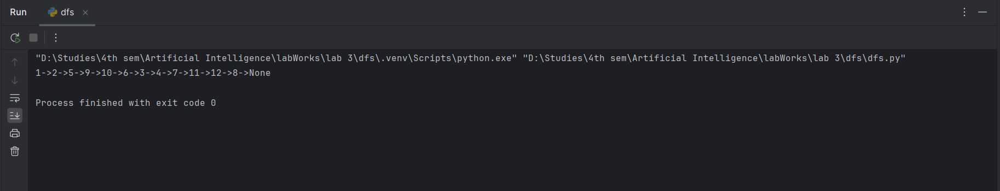 Run dfs
"D:\Studies\4th sem\Artificial Intelligence\labWorks\lab 3\dfs\.venv\Scripts\python.exe" "D:\Studies\4th sem\Artificial Intelligence\labWorks\lab 3\dfs\dfs.py"
1->2->5->9->10->6->3->4->7->11->12->8->None
Process finished with exit code 0